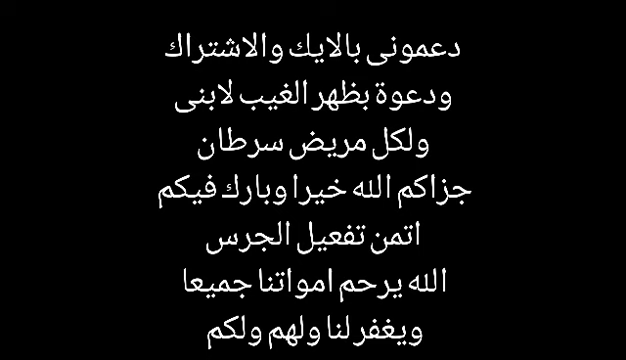 دعمونى بالايك والاشتراك
ودعوة بظهر الغيب لابنى
ولكل مريض سرطان
جزاكم الله خيرا وبارك فيكم
اتمن تفعيل الجرس
الله يرحم امواتنا جميعا
ويغفر لنا ولهم ولكم